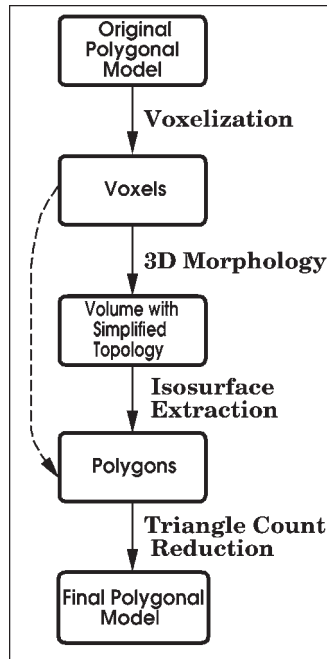 Original
Polygonal
Model
Voxelization
Voxels
3D Morphology
Volume with
Simplified
Topology
Isosurface
Extraction
Polygons
Triangle Count
Reduction
Final Polygonal
Model